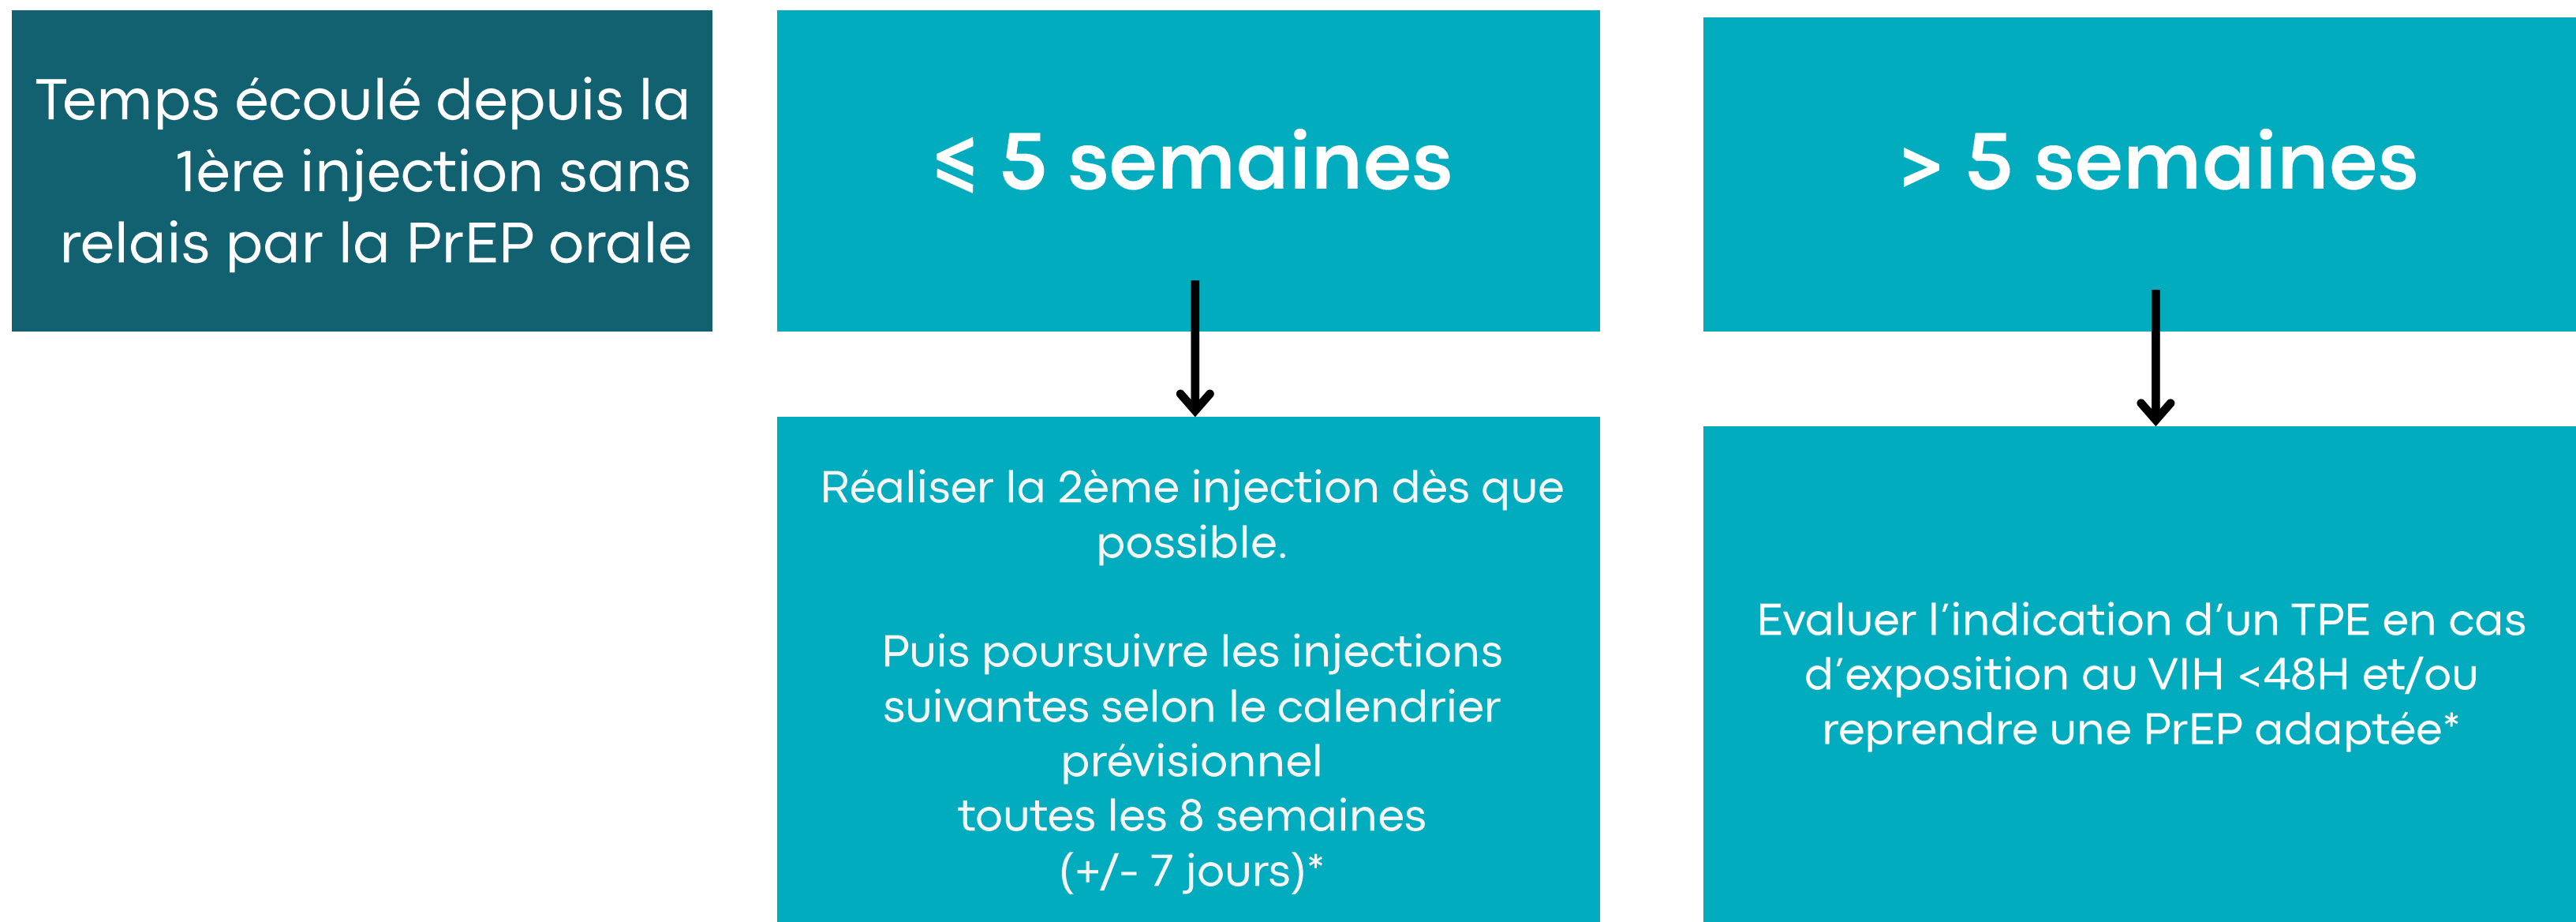 Temps écoulé depuis la
1ère injection sans
relais par la PrEP orale
⩽ 5 semaines
> 5 semaines
Réaliser la 2ème injection dès que
possible.
Puis poursuivre les injections
suivantes selon le calendrier
prévisionnel
toutes les 8 semaines
(+/- 7 jours)*
Evaluer l’indication d’un TPE en cas
d’exposition au VIH <48H et/ou
reprendre une PrEP adaptée*